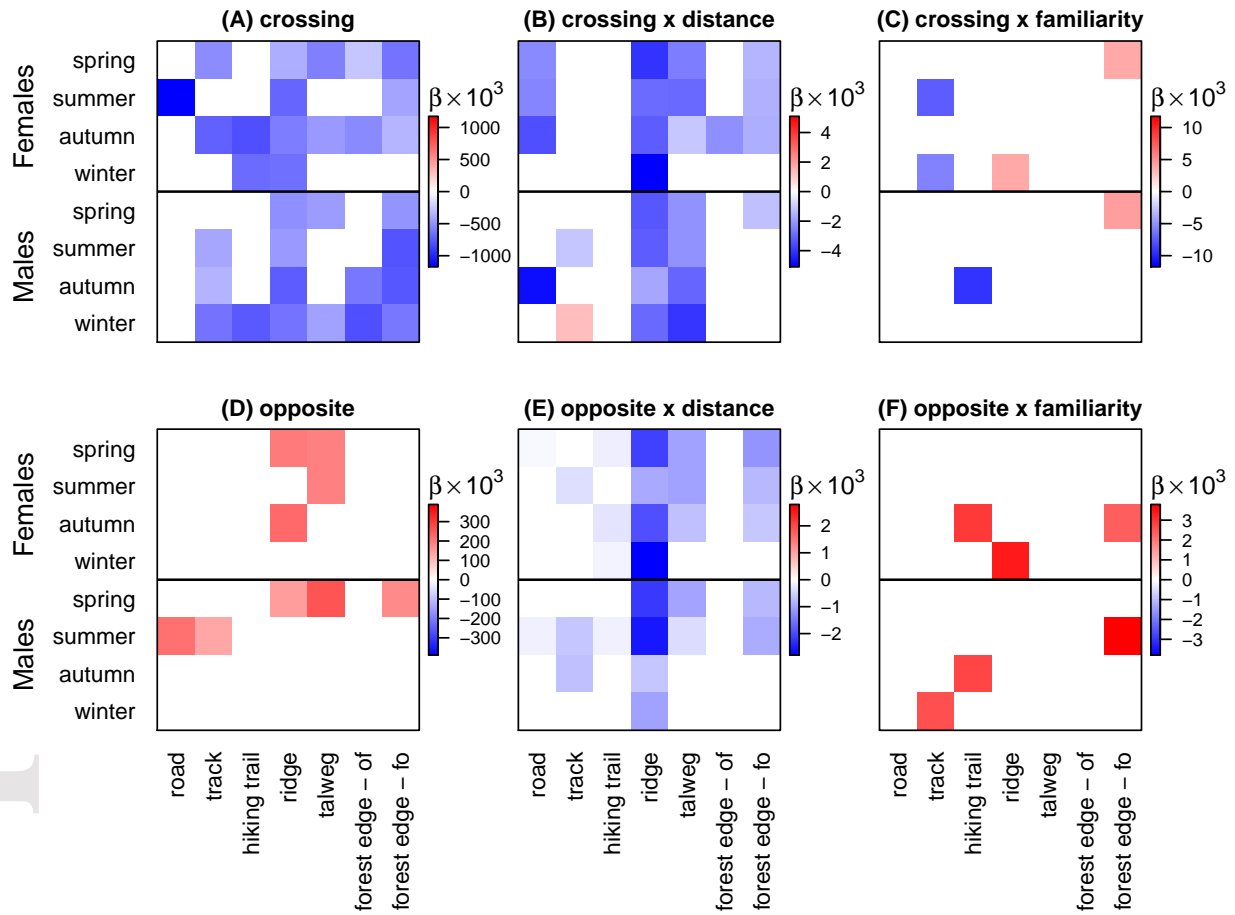 (A) crossing
(B) crossing x distance
(C) crossing x familiarity
Females
Males
spring
summer
autumn
winter
spring
summer
autumn
winter
β×10³
1000
500
0
−500
−1000
β×10³
4
2
0
−2
−4
β×10³
10
5
0
−5
−10
(D) opposite
(E) opposite x distance
(F) opposite x familiarity
Females
Males
spring
summer
autumn
winter
spring
summer
autumn
winter
β×10³
300
200
100
0
−100
−200
−300
β×10³
2
1
0
−1
−2
β×10³
3
2
1
0
−1
−2
−3
road
track
hiking trail
ridge
talweg
forest edge − of
forest edge − fo
road
track
hiking trail
ridge
talweg
forest edge − of
forest edge − fo
road
track
hiking trail
ridge
talweg
forest edge − of
forest edge − fo